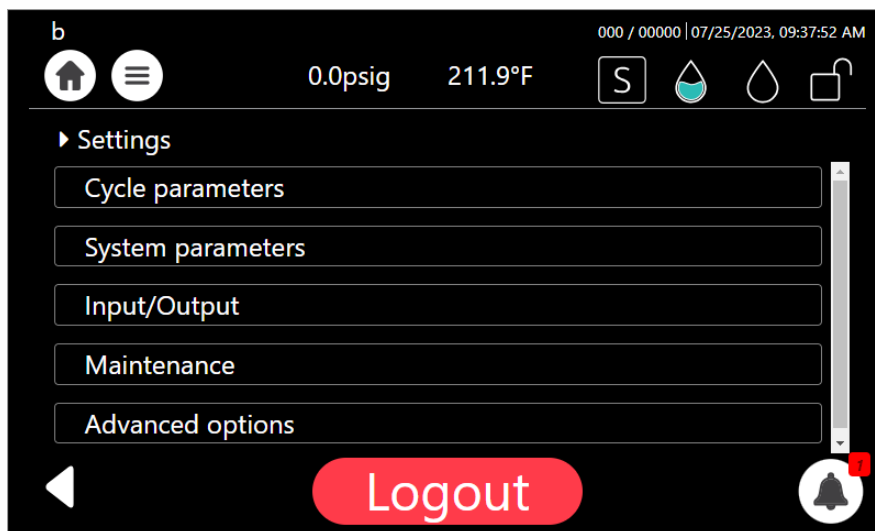 b
000 / 00000 | 07/25/2023, 09:37:52 AM
0.0psig 211.9°F S
Settings
Cycle parameters
System parameters
Input/Output
Maintenance
Advanced options
Logout
1